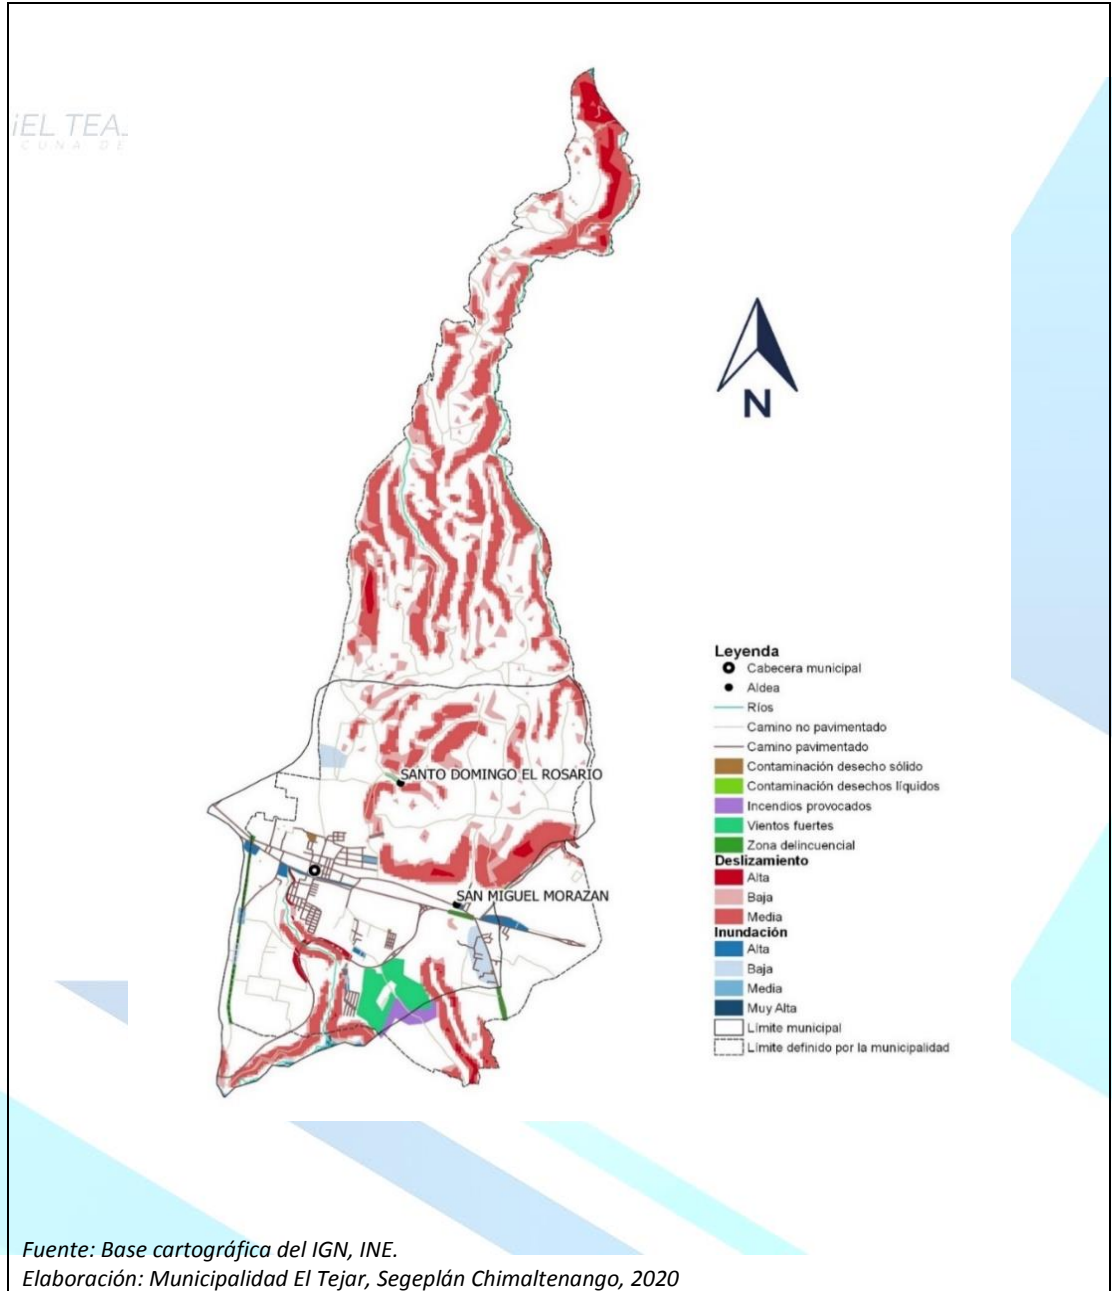 ¡EL TEA
CUNA DE
N
Leyenda
Cabecera municipal
Aldea
Ríos
Camino no pavimentado
Camino pavimentado
Contaminación desecho sólido
Contaminación desechos líquidos
Incendios provocados
Vientos fuertes
Zona delincuencial
Deslizamiento
Alta
Baja
Media
Inundación
Alta
Baja
Media
Muy Alta
Límite municipal
Límite definido por la municipalidad
SANTO DOMINGO EL ROSARIO
SAN MIGUEL MORAZAN
Fuente: Base cartográfica del IGN, INE.
Elaboración: Municipalidad El Tejar, Segeplán Chimaltenango, 2020